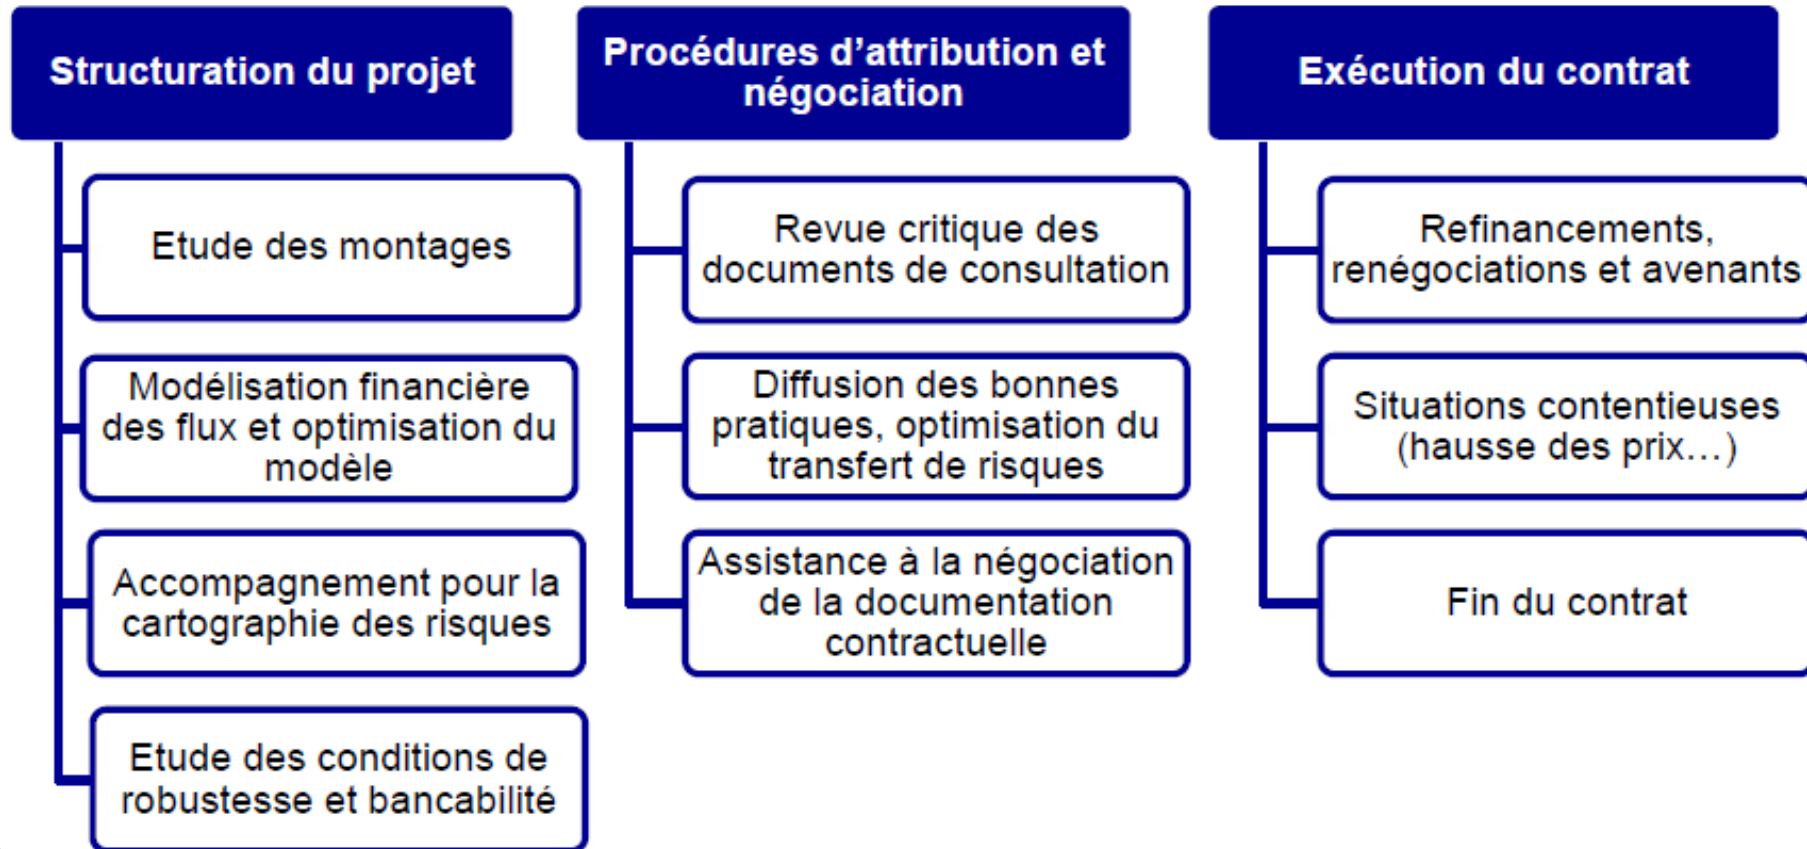 Structuration du projet
Etude des montages
Modélisation financière
des flux et optimisation du
modèle
Accompagnement pour la
cartographie des risques
Etude des conditions de
robustesse et bancabilité
Procédures d’attribution et
négociation
Revue critique des
documents de consultation
Diffusion des bonnes
pratiques, optimisation du
transfert de risques
Assistance à la négociation
de la documentation
contractuelle
Exécution du contrat
Refinancements,
renégociations et avenants
Situations contentieuses
(hausse des prix…)
Fin du contrat